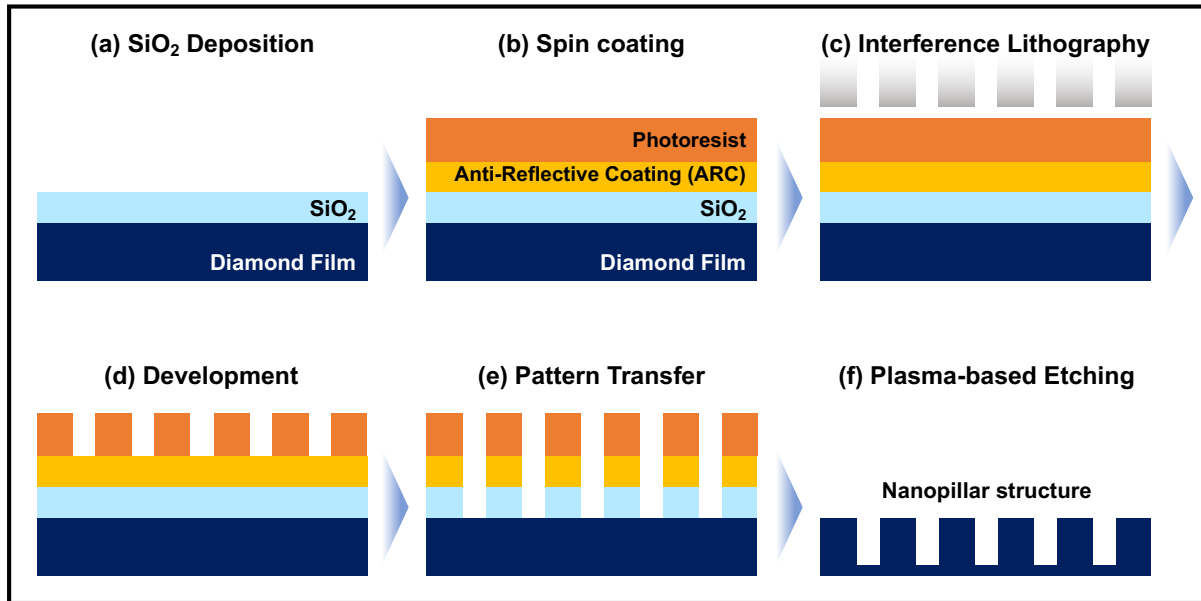 (a) SiO₂ Deposition
SiO₂
Diamond Film
(b) Spin coating
Photoresist
Anti-Reflective Coating (ARC)
SiO₂
Diamond Film
(c) Interference Lithography
(d) Development
(e) Pattern Transfer
(f) Plasma-based Etching
Nanopillar structure